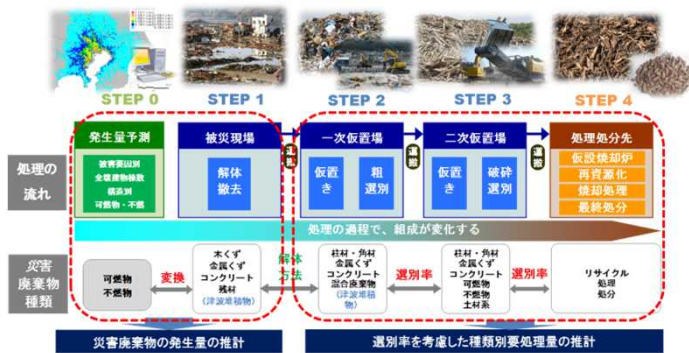 STEP 0
STEP 1
STEP 2
STEP 3
STEP 4
処理の
流れ
発生量予測
被害要因別
全壊建物棟数
構造別
可燃物・不燃
被災現場
解体
撤去
運搬
一次仮置場
仮置
き
粗
選別
運搬
二次仮置場
仮置
き
破砕
選別
運搬
処理処分先
仮設焼却炉
再資源化
焼却処理
最終処分
処理の過程で、組成が変化する
災害
廃棄物
種類
可燃物
不燃物
変換
木くず
金属くず
コンクリート
残材
(津波堆積物)
解体
方法
柱材・角材
金属くず
コンクリート
混合廃棄物
(津波堆積
物)
選別率
柱材・角材
金属くず
コンクリート
可燃物
不燃物
土材系
選別率
リサイクル
処理
処分
災害廃棄物の発生量の推計
選別率を考慮した種類別要処理量の推計